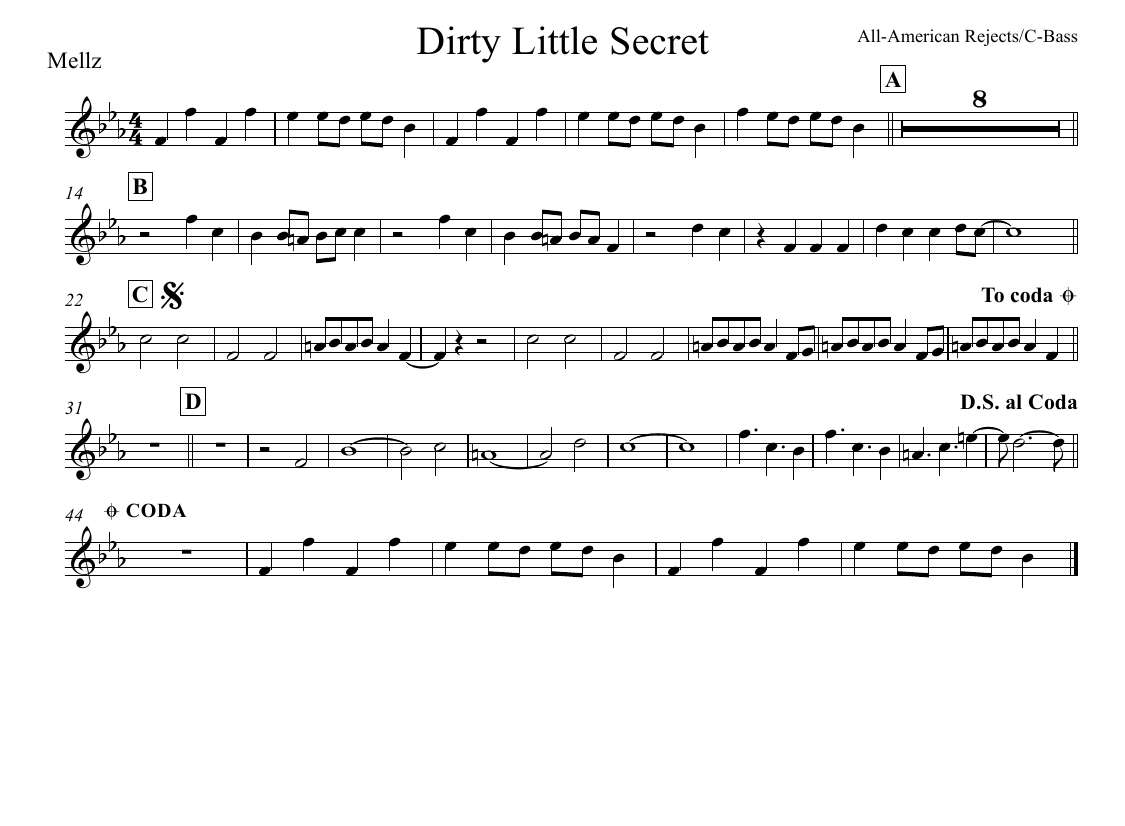 Dirty Little Secret
All-American Rejects/C-Bass
Mellz
A
8
14
B
22
C
To coda
31
D
D.S. al Coda
44
CODA